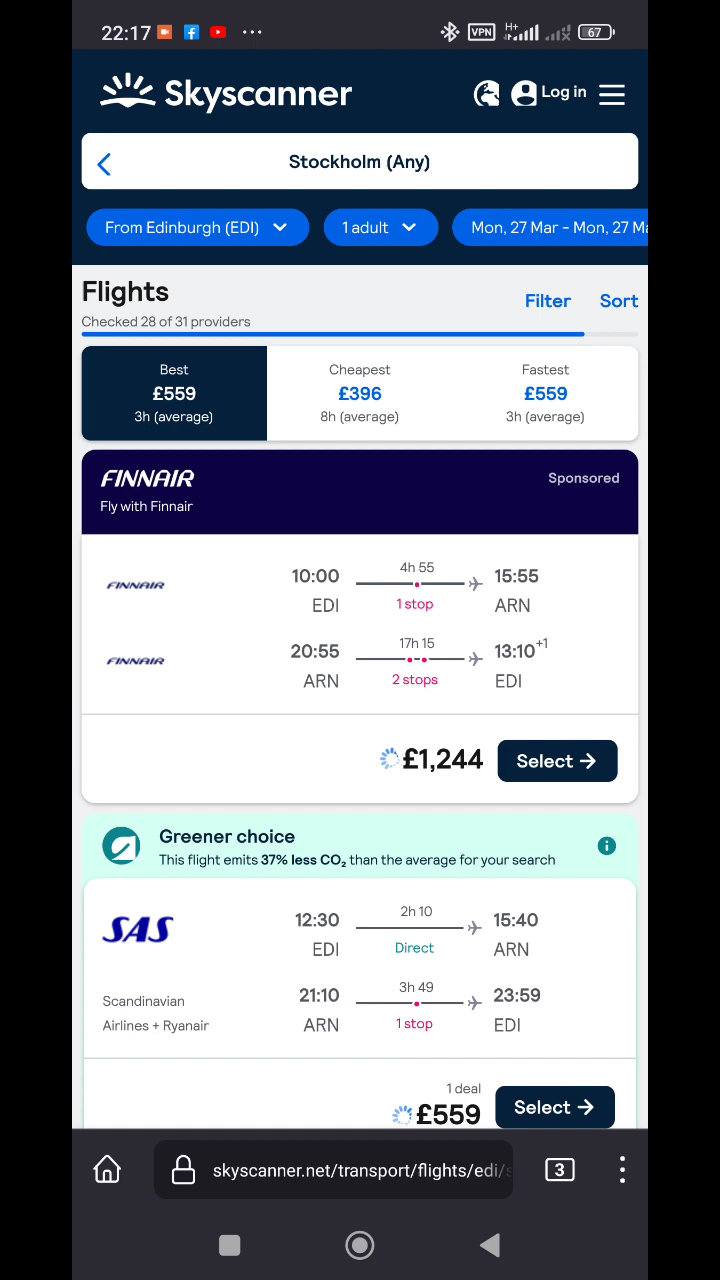 22:17
VPN
H+
67
Skyscanner
Log in
Stockholm (Any)
From Edinburgh (EDI)
1 adult
Mon, 27 Mar - Mon, 27 Ma
Flights
Filter
Sort
Checked 28 of 31 providers
Best
£559
3h (average)
Cheapest
£396
8h (average)
Fastest
£559
3h (average)
FINNAIR
Sponsored
Fly with Finnair
FINNAIR
10:00
4h 55
15:55
EDI
1 stop
ARN
FINNAIR
20:55
17h 15
13:10+1
ARN
2 stops
EDI
£1,244
Select
Greener choice
This flight emits 37% less CO₂ than the average for your search
SAS
12:30
2h 10
15:40
EDI
Direct
ARN
Scandinavian
Airlines + Ryanair
21:10
3h 49
23:59
ARN
1 stop
EDI
1 deal
£559
Select
skyscanner.net/transport/flights/edi/s
3